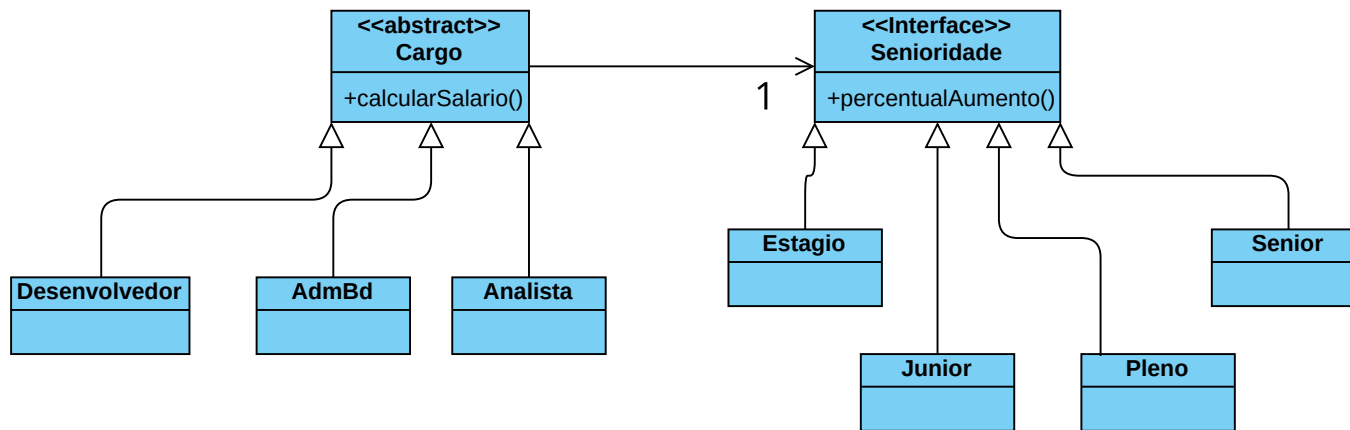 <<abstract>>
Cargo
+calcularSalario()
1
<<Interface>>
Senioridade
+percentualAumento()
Desenvolvedor
AdmBd
Analista
Estagio
Senior
Junior
Pleno